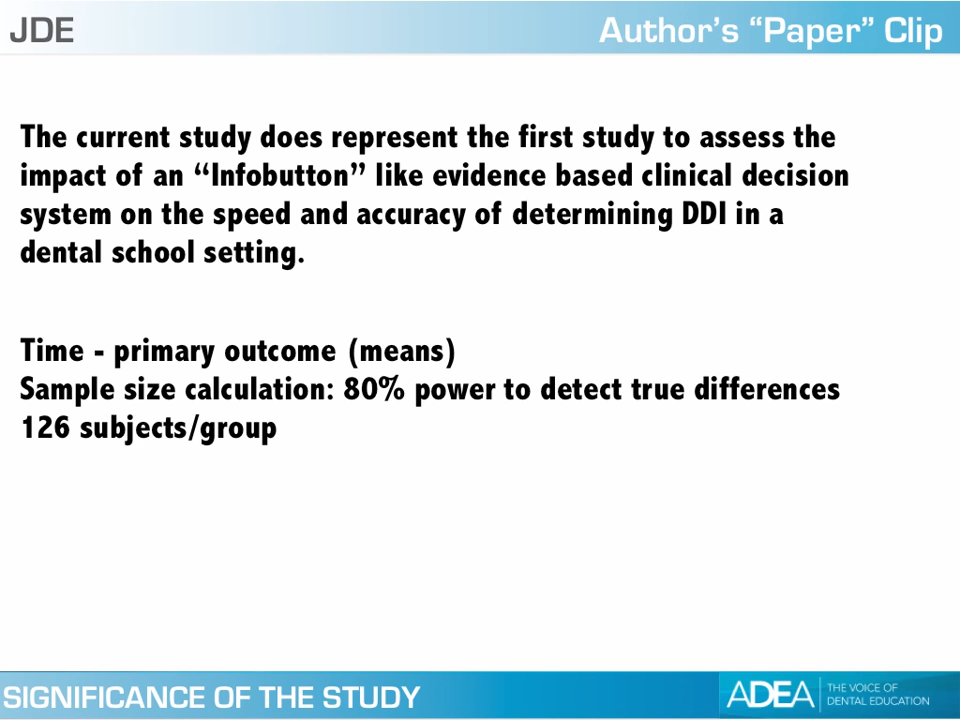 JDE
Author's “Paper” Clip
The current study does represent the first study to assess the
impact of an “Infobutton” like evidence based clinical decision
system on the speed and accuracy of determining DDI in a
dental school setting.
Time - primary outcome (means)
Sample size calculation: 80% power to detect true differences
126 subjects/group
SIGNIFICANCE OF THE STUDY
ADEA
THE VOICE OF
DENTAL EDUCATION